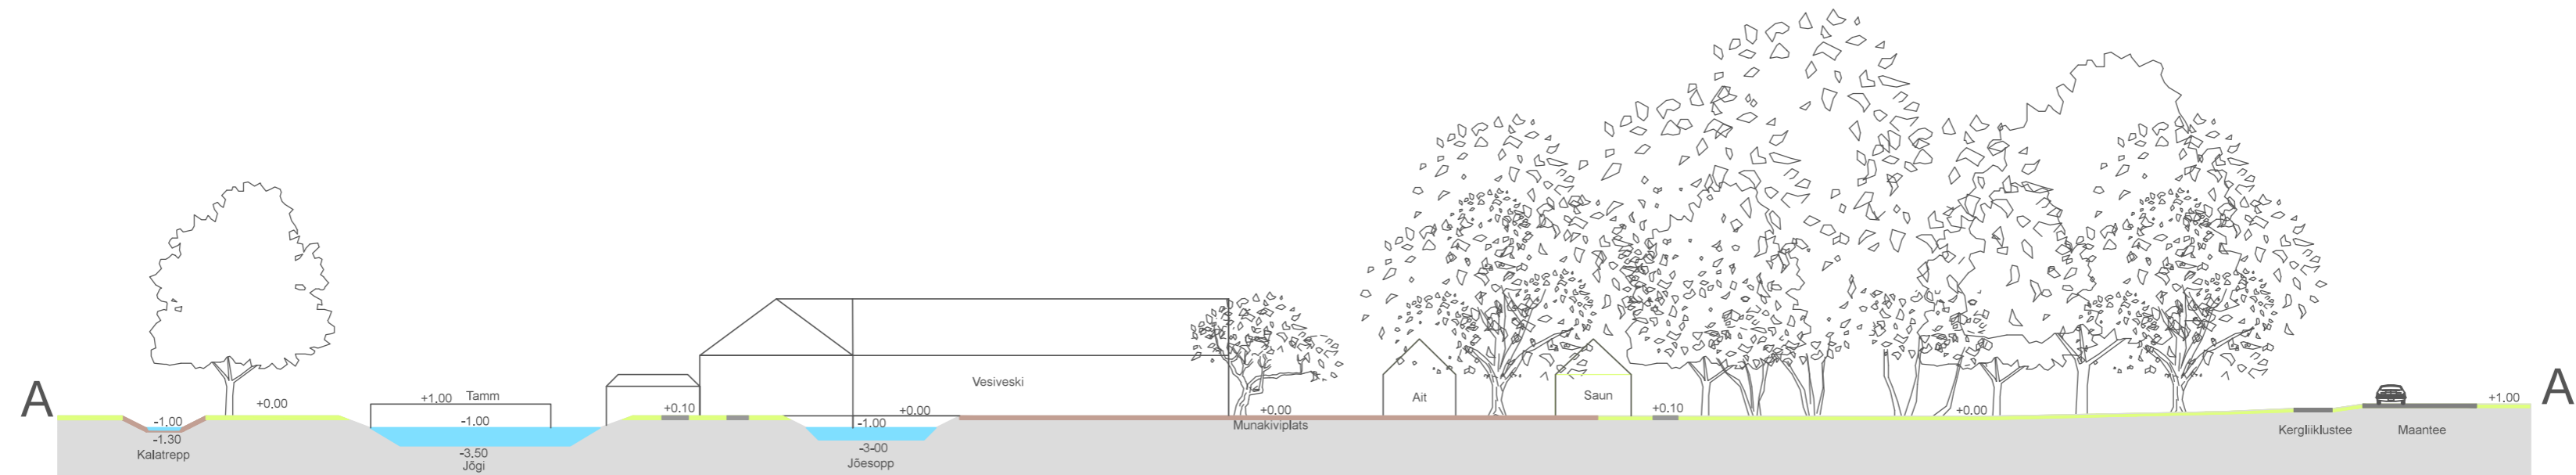 A
-1.00
-1.30
Kalatrepp
+0,00
+1,00
Tamm
-1.00
-3.50
Jõgi
+0.10
Vesiveski
+0,00
-1.00
-3-00
Jõesopp
+0,00
Munakiviplats
Ait
Saun
+0.10
+0.00
Kergliiklustee
Maantee
+1.00
A